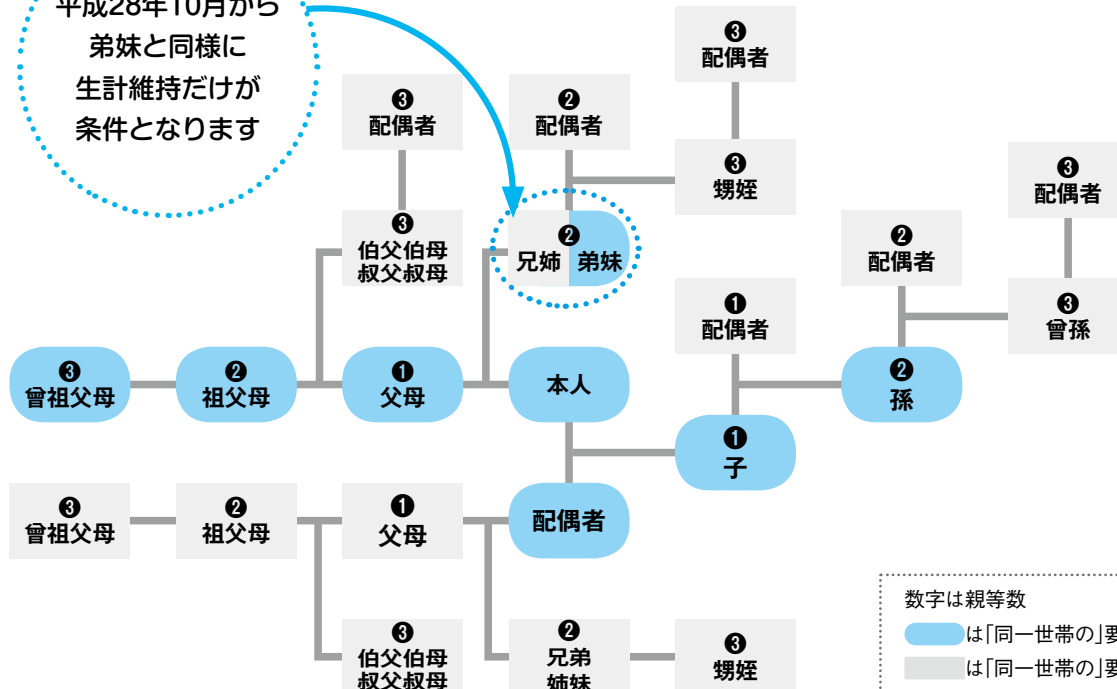 平成28年10月から
弟妹と同様に
生計維持だけが
条件となります
❸
配偶者
❸
配偶者
❷
配偶者
❸
甥姪
❸
伯父伯母
叔父叔母
❷
兄姉 弟妹
❸
配偶者
❷
配偶者
❶
配偶者
❸
曾孫
❸
曾祖父母
❷
祖父母
❶
父母
本人
❷
孫
❶
子
❸
曾祖父母
❷
祖父母
❶
父母
配偶者
❸
伯父伯母
叔父叔母
❷
兄弟
姉妹
❸
甥姪
数字は親等数
は「同一世帯の」要
は「同一世帯の」要